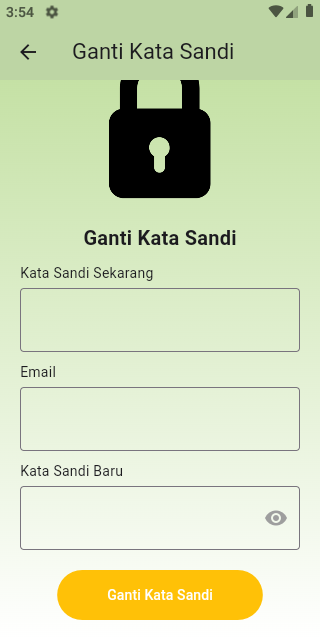 3:54
Ganti Kata Sandi
Ganti Kata Sandi
Kata Sandi Sekarang
Email
Kata Sandi Baru
Ganti Kata Sandi